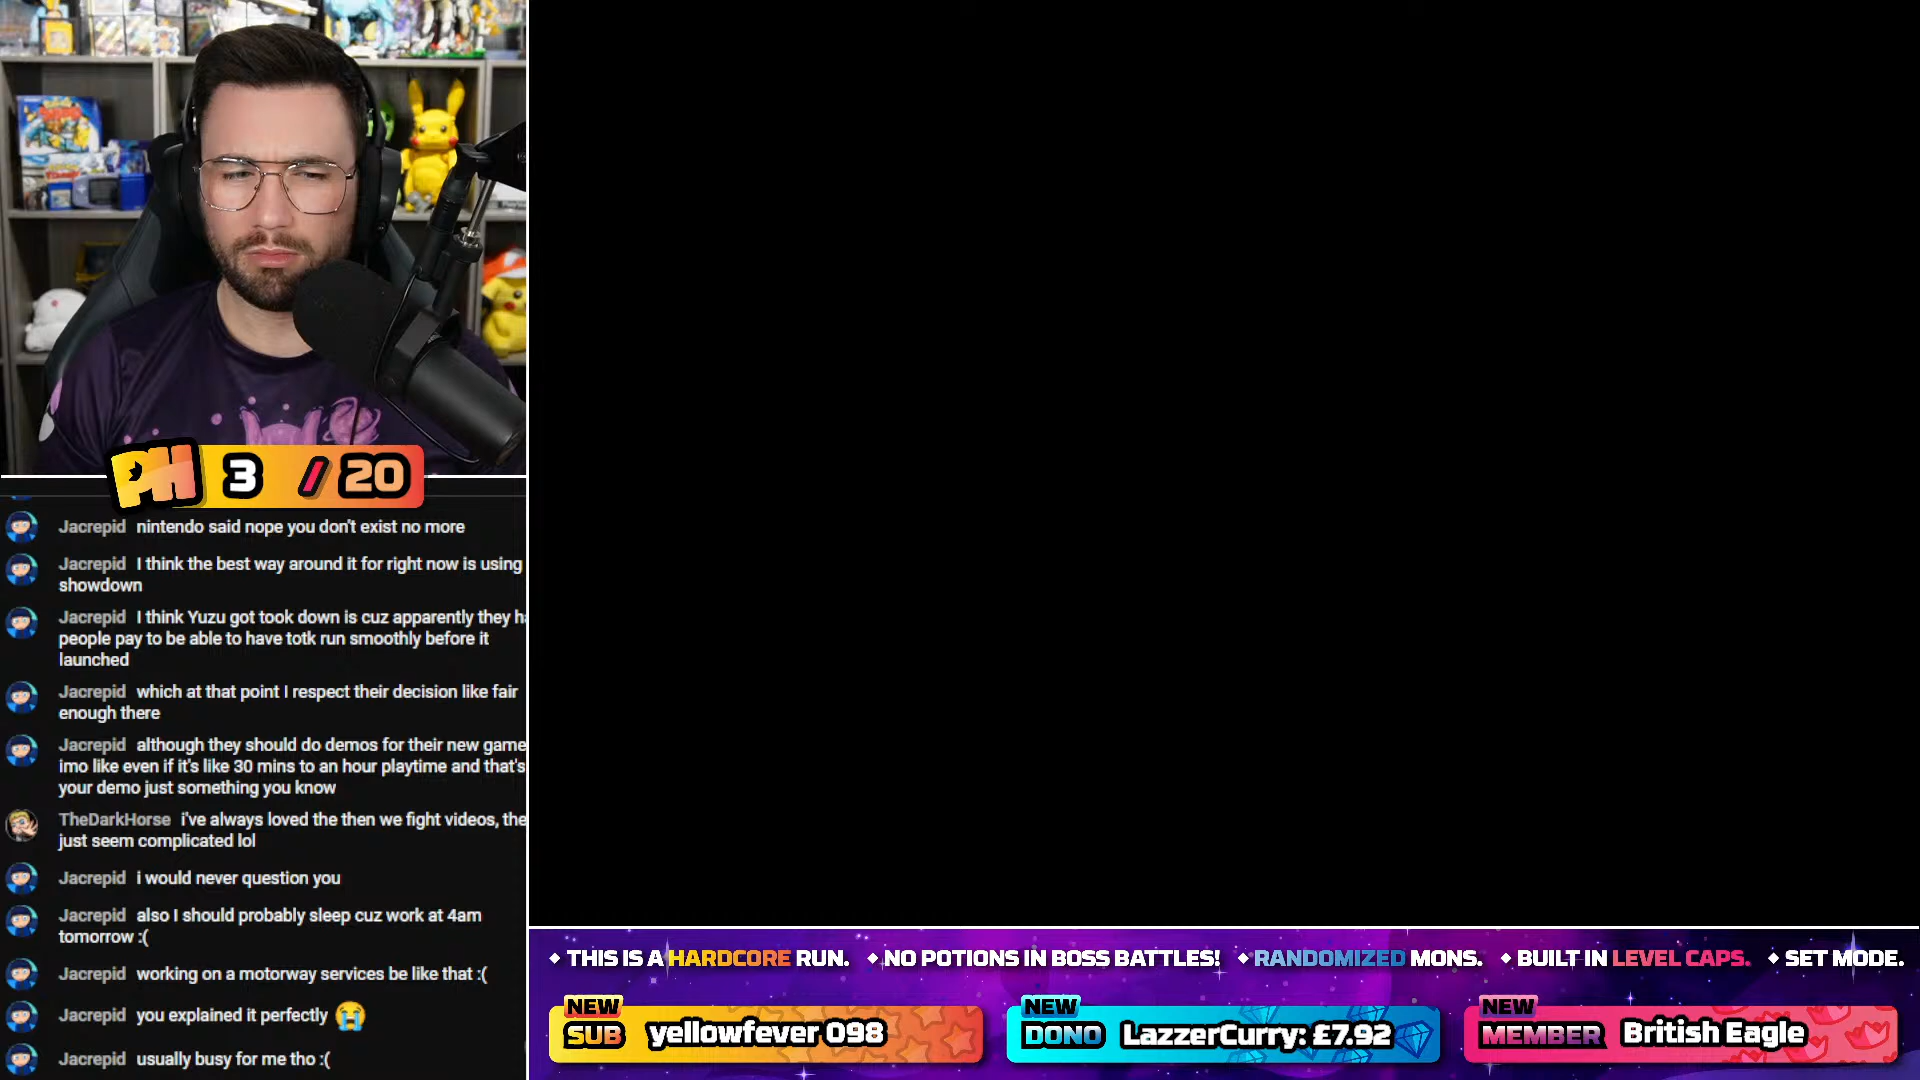 PH 3 / 20
Jacrepid nintendo said nope you don't exist no more
Jacrepid I think the best way around it for right now is using
showdown
Jacrepid I think Yuzu got took down is cuz apparently they
people pay to be able to have totk run smoothly before it
launched
Jacrepid which at that point I respect their decision like fair
enough there
Jacrepid although they should do demos for their new game
imo like even if it's like 30 mins to an hour playtime and that's
your demo just something you know
TheDarkHorse i've always loved the then we fight videos, the
just seem complicated lol
Jacrepid i would never question you
Jacrepid also I should probably sleep cuz work at 4am
tomorrow :(
Jacrepid working on a motorway services be like that :(
Jacrepid you explained it perfectly 😭
Jacrepid usually busy for me tho :(
THIS IS A HARDCORE RUN. NO POTIONS IN BOSS BATTLES! RANDOMIZED MONS. BUILT IN LEVEL CAPS. SET MODE.
NEW
SUB yellowfever 098
NEW
DONO LazzerCurry: £7.92
NEW
MEMBER British Eagle